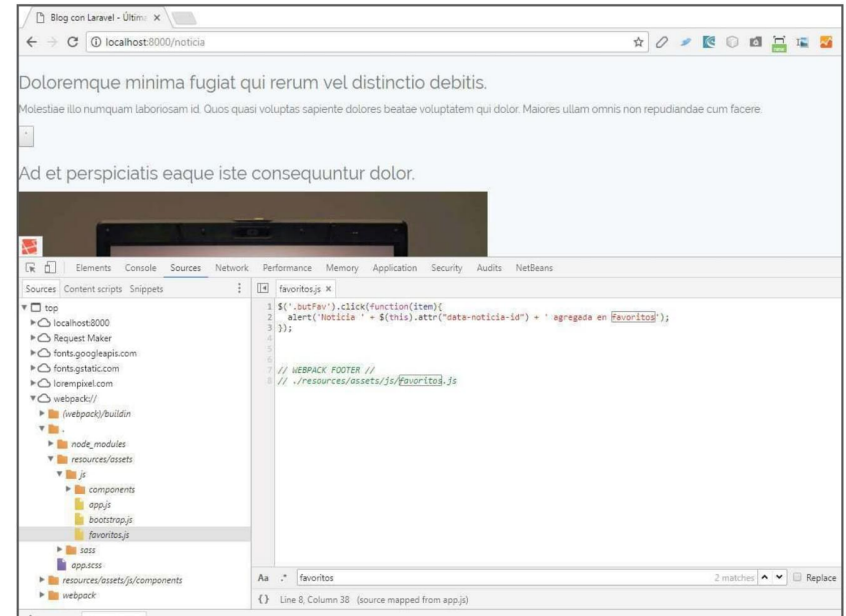 Blog con Laravel - Últim
localhost:8000/noticia
Doloremque minima fugiat qui rerum vel distinctio debitis.
Molestiae illo numquam laboriosam id. Quos quasi voluptas sapiente dolores beatae voluptatem qui dolor. Maiores ullam omnis non repudiandae cum facere.
Ad et perspiciatis eaque iste consequuntur dolor.
Elements Console Sources Network Performance Memory Application Security Audits NetBeans
Sources Content scripts Snippets
favoritos.js
top
localhost:8000
Request Maker
fonts.googleapis.com
fonts.gstatic.com
lorempixel.com
webpack://
(webpack)/buildin
.
node_modules
resources/assets
js
components
app.js
bootstrap.js
favoritos.js
sass
app.scss
resources/assets/js/components
webpack
1 $('.butFav').click(function(item){
2 alert('Noticia ' + $(this).attr("data-noticia-id") + ' agregada en favoritos');
3 });
4
5
6
7 // WEBPACK FOOTER //
8 // ./resources/assets/js/favoritos.js
Aa .* favoritos 2 matches Replace
{} Line 8, Column 38 (source mapped from app.js)